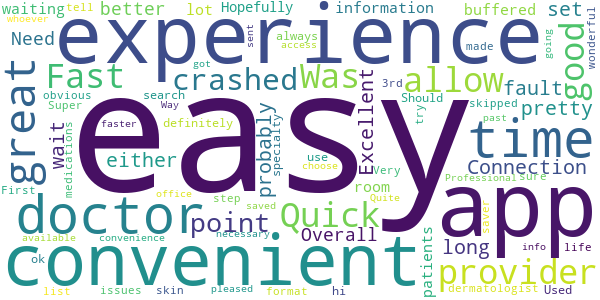 waiting
whoever
tell
better
lot
Hopefully
information
buffered
set
wonderful
Need
experience
always
access
made
going
sent
good
obvious
Fast
got
crashed
Was
allow
3rd
search
fault
great
Super
Way
easy
skipped
pretty
try
medications
faster
definitely
probably
specialty
Excellent
Should
past
time
Wait
either
use
choose
Very
Connection
First
office
step
room
Professional
sure
Quite
saved
doctor
point
Quick
app
available
convenience
necessary
Overall
patients
long
saver
info
life
convenient
provider
ok
issues
skin
pleased
format
hi
list
dermatologist
Used